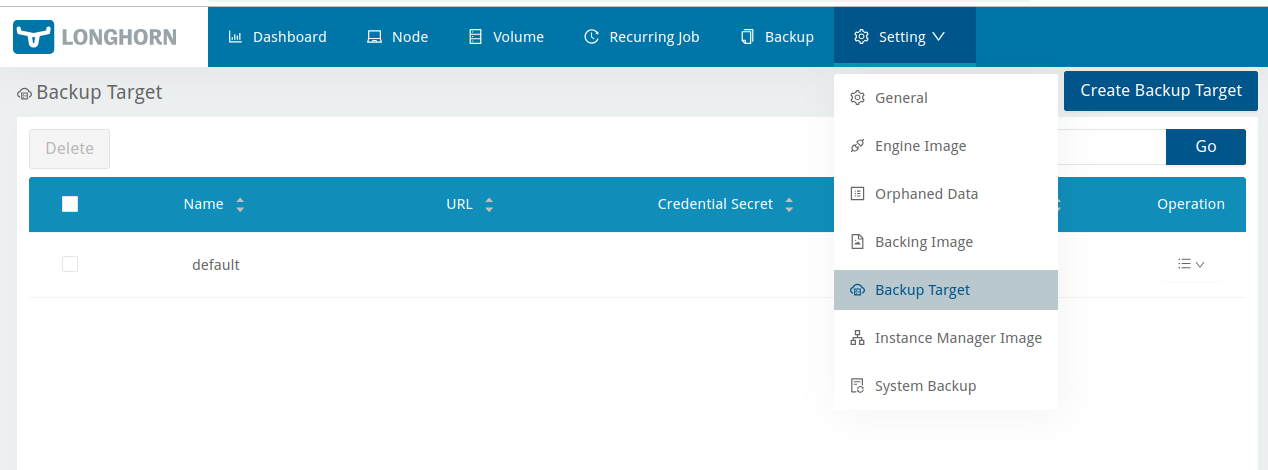 LONGHORN Dashboard Node Volume Recurring Job Backup Setting
Backup Target Create Backup Target
General
Delete Go
Engine Image
Name URL Credential Secret Operation
Orphaned Data
Backing Image
default
Backup Target
Instance Manager Image
System Backup